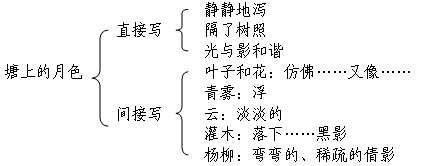 静静地泻
直接写
隔了树照
光与影和谐
塘上的月色
叶子和花：仿佛……又像……
青雾：浮
间接写
云：淡淡的
灌木：落下……黑影
杨柳：弯弯的、稀疏的倩影